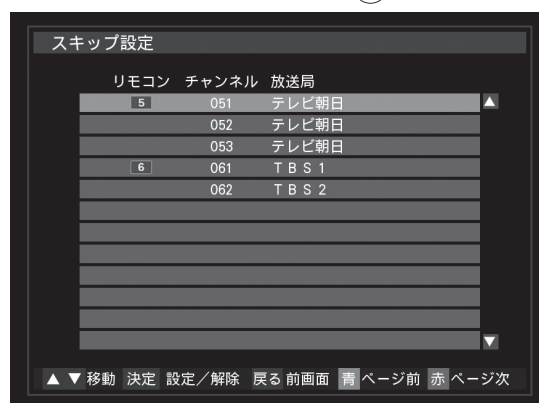 スキップ設定
リモコン チャンネル 放送局
5 051 テレビ朝日 ▲
052 テレビ朝日
053 テレビ朝日
6 061 ＴＢＳ１
062 ＴＢＳ２
▼
▲ ▼ 移動 決定 設定／解除 戻る 前画面 青 ページ前 赤 ページ次